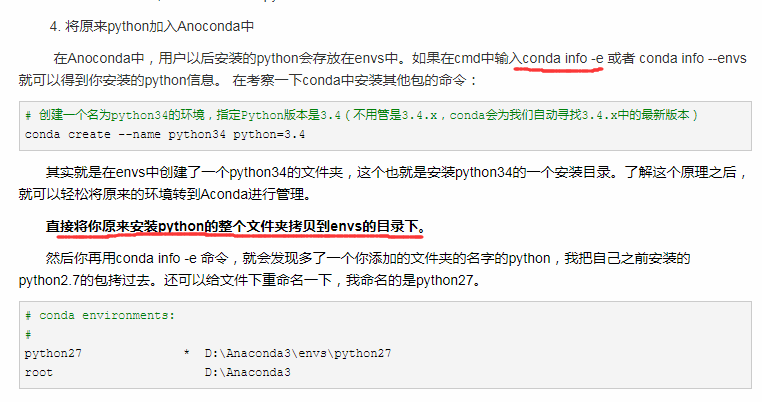 4. 将原来python加入Anoconda中
在Anoconda中，用户以后安装的python会存放在envs中。如果在cmd中输入conda info -e 或者 conda info --envs
就可以得到你安装的python信息。 在考察一下conda中安装其他包的命令：
# 创建一个名为python34的环境，指定Python版本是3.4（不用管是3.4.x，conda会为我们自动寻找3.4.x中的最新版本）
conda create --name python34 python=3.4
其实就是在envs中创建了一个python34的文件夹，这个也就是安装python34的一个安装目录。了解这个原理之后，
就可以轻松将原来的环境转到Aconda进行管理。
直接将你原来安装python的整个文件夹拷贝到envs的目录下。
然后你再用conda info -e 命令，就会发现多了一个你添加的文件夹的名字的python，我把自己之前安装的
python2.7的包拷过去。还可以给文件下重命名一下，我命名的是python27。
# conda environments:
#
python27 * D:\Anaconda3\envs\python27
root D:\Anaconda3